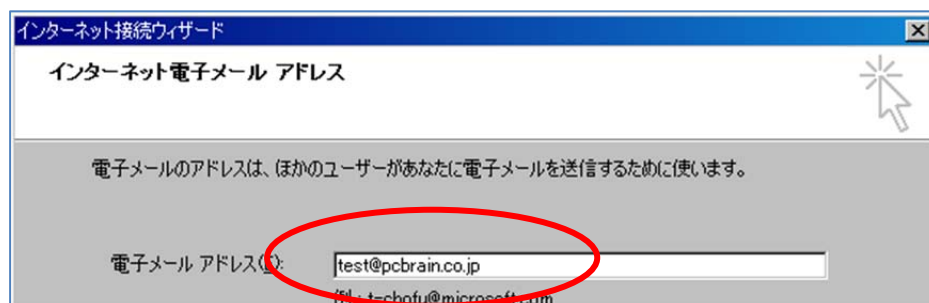 インターネット接続ウィザード
インターネット電子メール アドレス
電子メールのアドレスは、ほかのユーザーがあなたに電子メールを送信するために使います。
電子メール アドレス(E): test@pcbrain.co.jp
例: t-chofu@microsoft.com